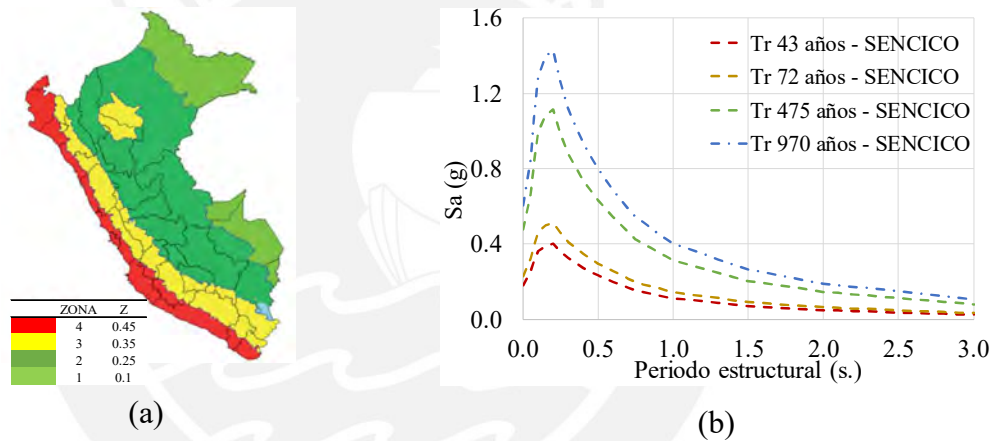 ZONA Z
4 0.45
3 0.35
2 0.25
1 0.1
(a)
1.6
1.2
0.8
0.4
0.0
Sa (g)
0.0 0.5 1.0 1.5 2.0 2.5 3.0
Periodo estructural (s.)
Tr 43 años - SENCICO
Tr 72 años - SENCICO
Tr 475 años - SENCICO
Tr 970 años - SENCICO
(b)